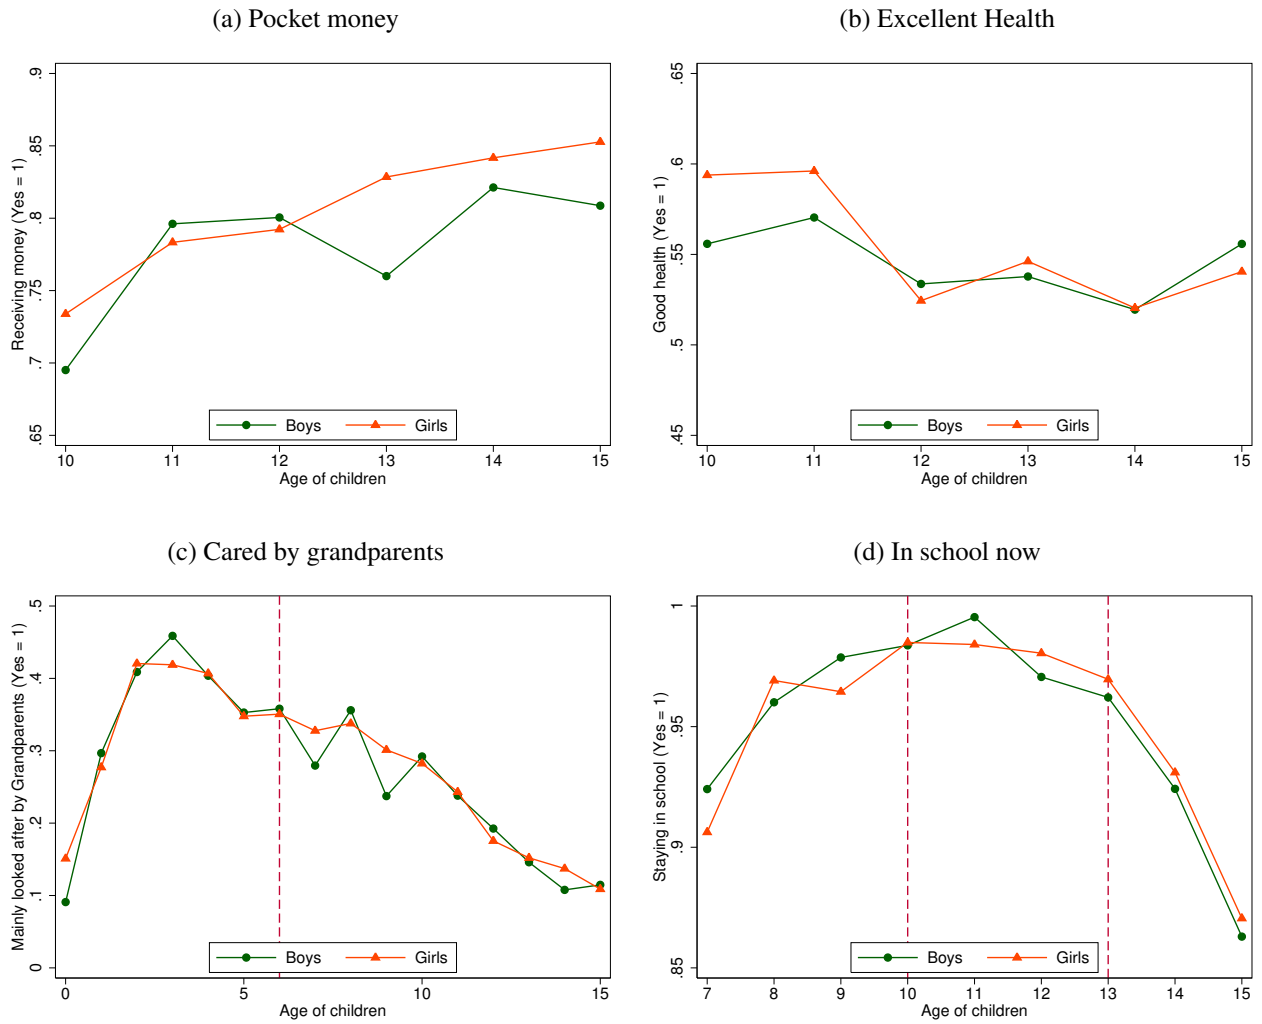 (a) Pocket money
Receiving money (Yes = 1)
.9
.85
.8
.75
.7
.65
10 11 12 13 14 15
Age of children
Boys Girls
(b) Excellent Health
Good health (Yes = 1)
.65
.6
.55
.5
.45
10 11 12 13 14 15
Age of children
Boys Girls
(c) Cared by grandparents
Mainly looked after by Grandparents (Yes = 1)
.5
.4
.3
.2
.1
0
0 5 10 15
Age of children
Boys Girls
(d) In school now
Staying in school (Yes = 1)
1
.95
.9
.85
7 8 9 10 11 12 13 14 15
Age of children
Boys Girls